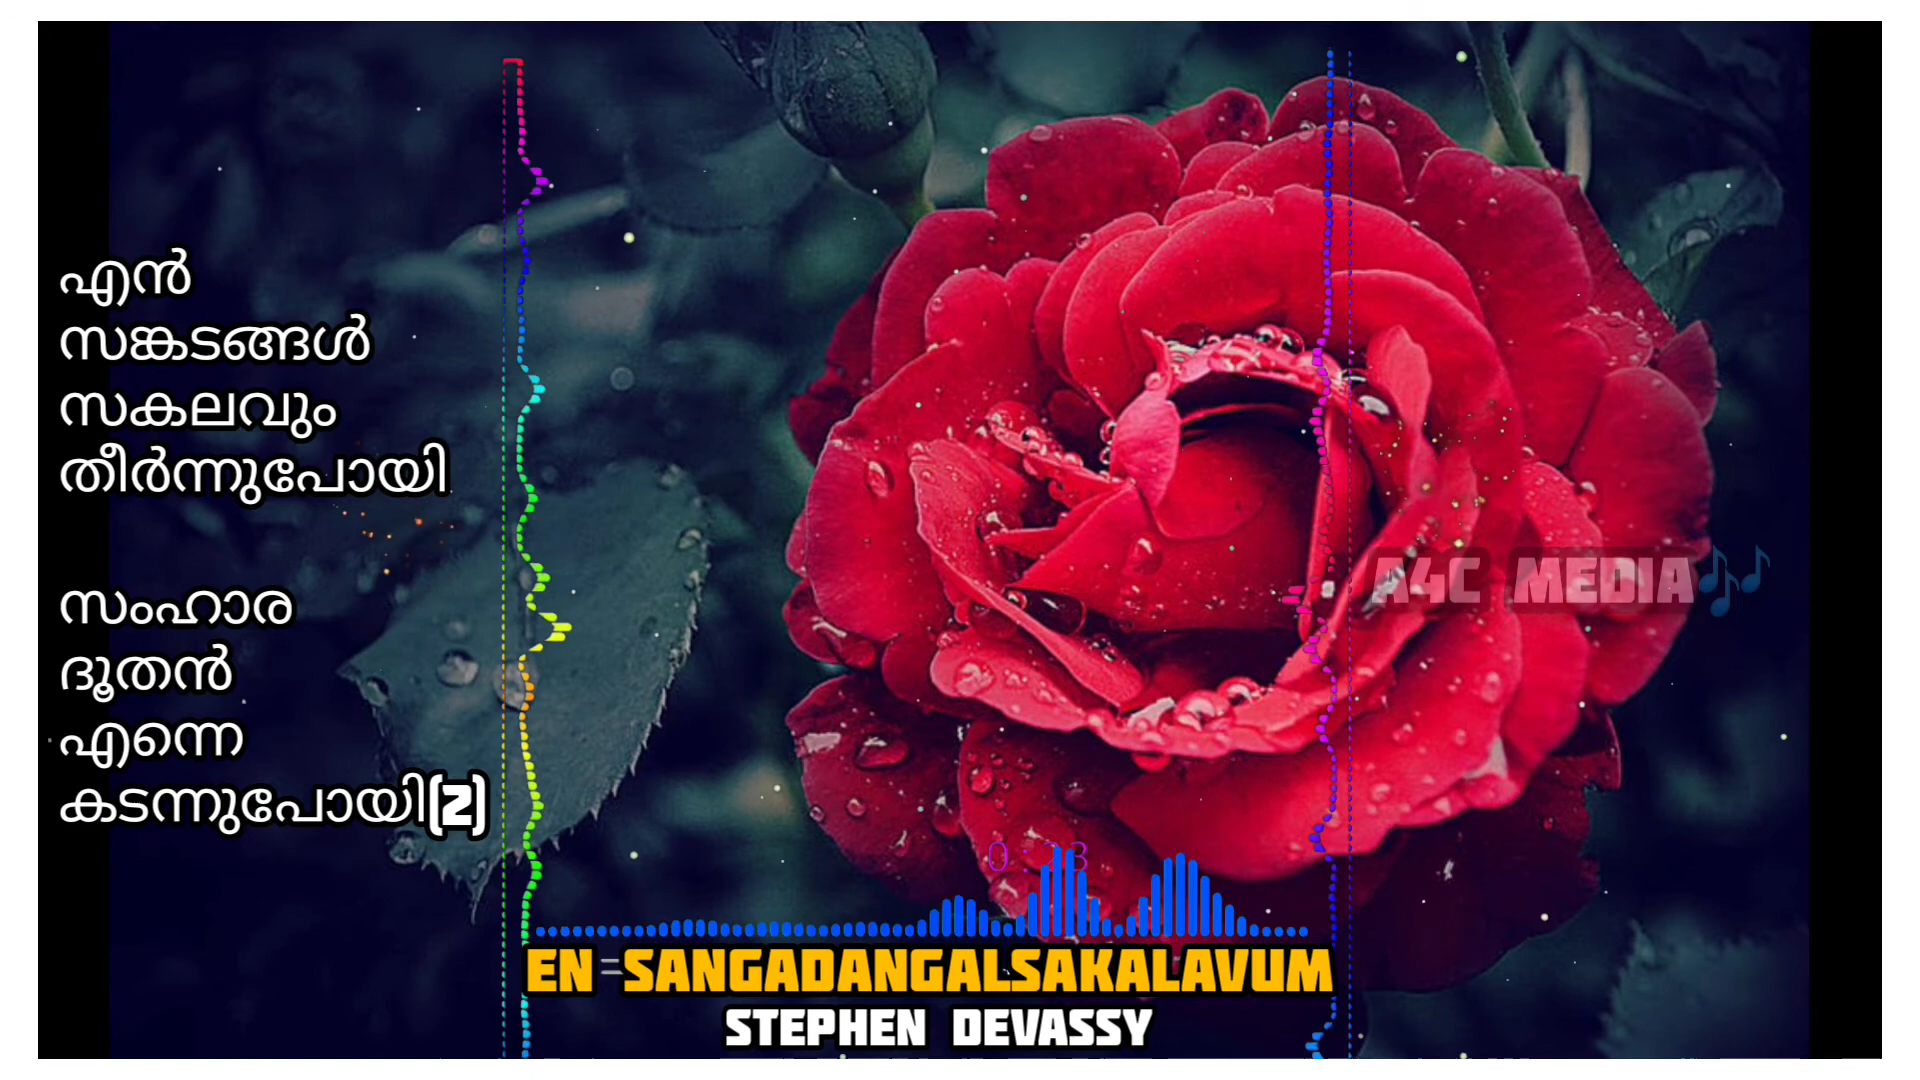 എൻ
സങ്കടങ്ങൾ
സകലവും
തീർന്നുപോയി
സംഹാര
ദൂതൻ
എന്നെ
കടന്നുപോയി(2)
A4C MEDIA
EN SANGADANGALSAKALAVUM
STEPHEN DEVASSY